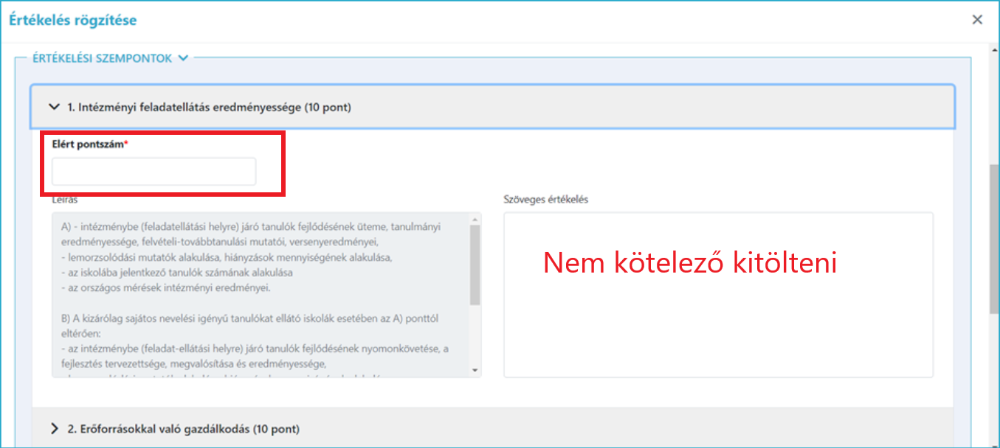 Értékelés rögzítése
ÉRTÉKELÉSI SZEMPONTOK
1. Intézményi feladatellátás eredményessége (10 pont)
Elért pontszám*
Leírás
Szöveges értékelés
A) - intézménybe (feladatellátási helyre) járó tanulók fejlődésének üteme, tanulmányi
eredményessége, felvételi-továbbtanulási mutatói, versenyeredményei,
- lemorzsolódási mutatók alakulása, hiányzások mennyiségének alakulása,
- az iskolába jelentkező tanulók számának alakulása
- az országos mérések intézményi eredményei.
B) A kizárólag sajátos nevelési igényű tanulókat ellátó iskolák esetében az A) ponttól
eltérően:
- az intézménybe (feladat-ellátási helyre) járó tanulók fejlődésének nyomonkövetése, a
fejlesztés tervezettsége, megvalósítása és eredményessége,
Nem kötelező kitölteni
2. Erőforrásokkal való gazdálkodás (10 pont)